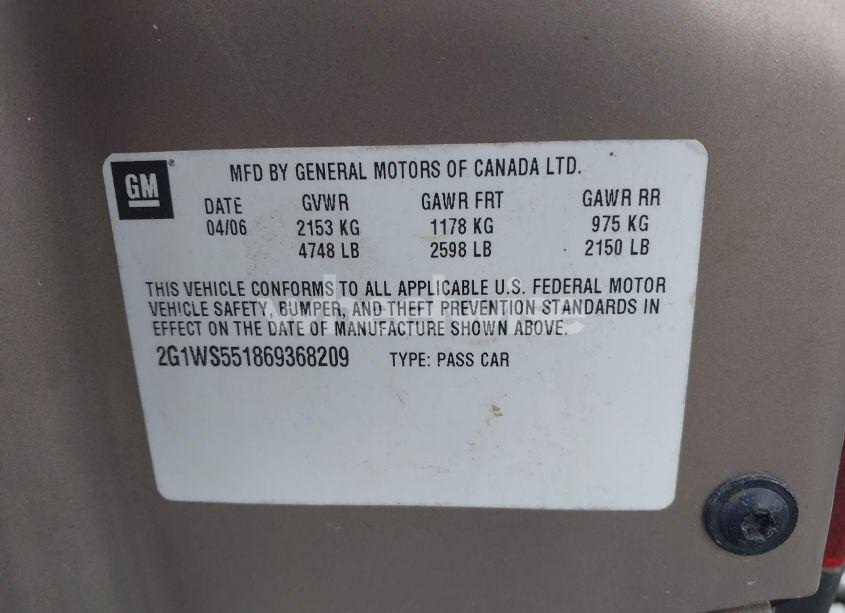 GM
MFD BY GENERAL MOTORS OF CANADA LTD.
DATE GVWR GAWR FRT GAWR RR
04/06 2153 KG 1178 KG 975 KG
4748 LB 2598 LB 2150 LB
THIS VEHICLE CONFORMS TO ALL APPLICABLE U.S. FEDERAL MOTOR
VEHICLE SAFETY, BUMPER, AND THEFT PREVENTION STANDARDS IN
EFFECT ON THE DATE OF MANUFACTURE SHOWN ABOVE.
2G1WS551869368209 TYPE: PASS CAR